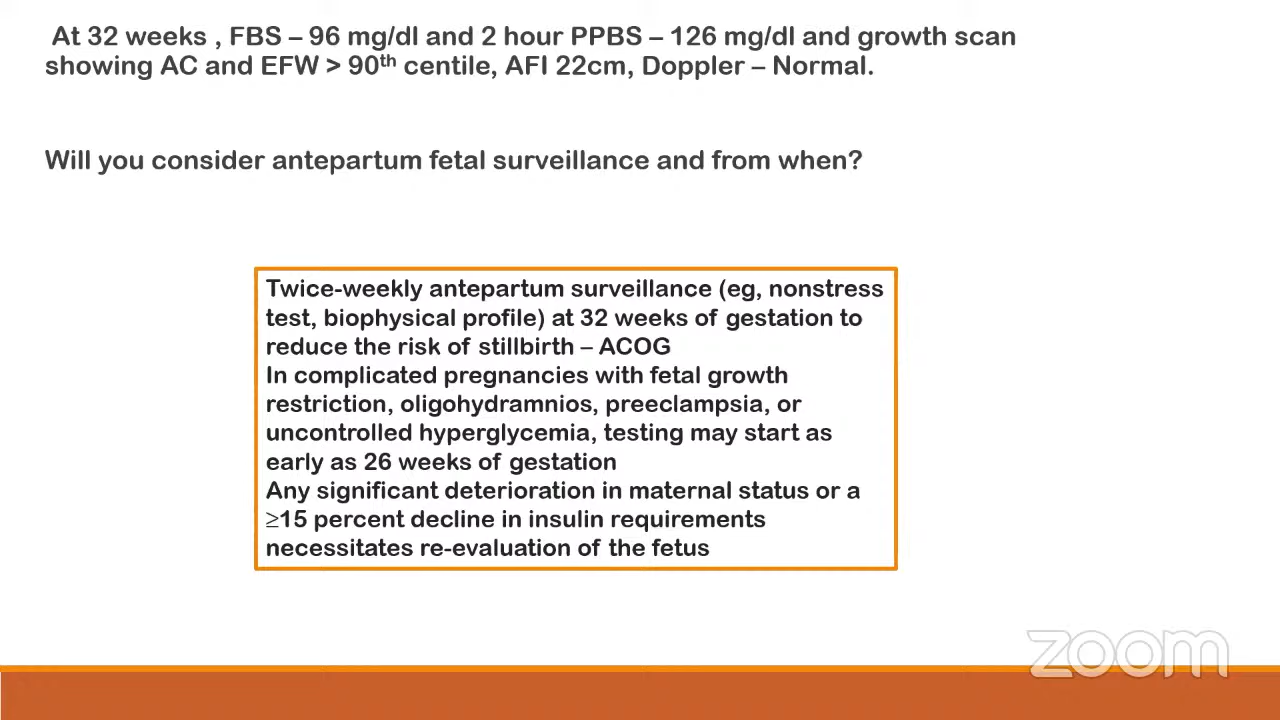 At 32 weeks , FBS – 96 mg/dl and 2 hour PPBS – 126 mg/dl and growth scan
showing AC and EFW > 90th centile, AFI 22cm, Doppler – Normal.
Will you consider antepartum fetal surveillance and from when?
Twice-weekly antepartum surveillance (eg, nonstress
test, biophysical profile) at 32 weeks of gestation to
reduce the risk of stillbirth – ACOG
In complicated pregnancies with fetal growth
restriction, oligohydramnios, preeclampsia, or
uncontrolled hyperglycemia, testing may start as
early as 26 weeks of gestation
Any significant deterioration in maternal status or a
≥15 percent decline in insulin requirements
necessitates re-evaluation of the fetus
zoom